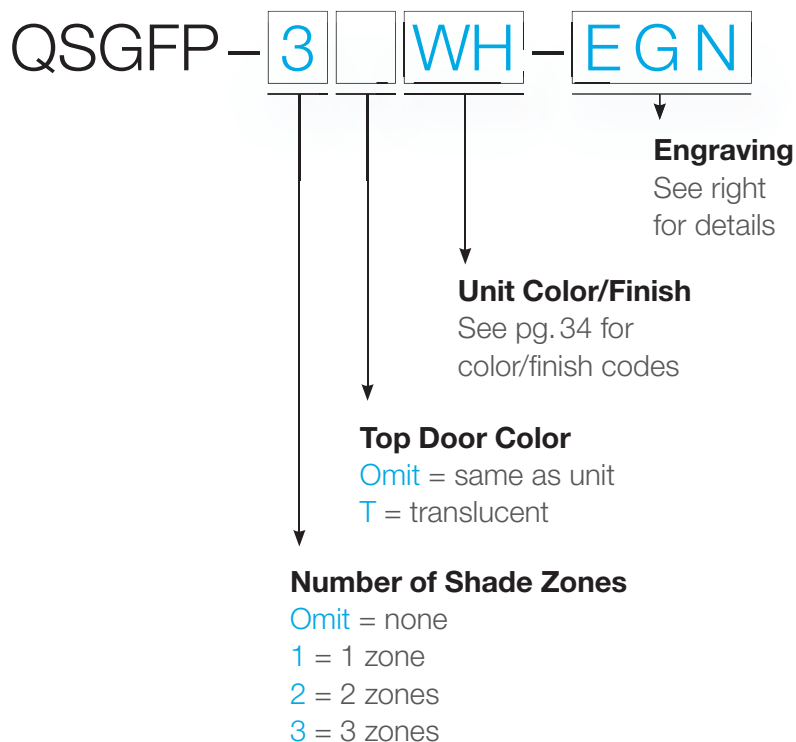 QSGFP – 3 WH – EGN
Engraving
See right
for details
Unit Color/Finish
See pg. 34 for
color/finish codes
Top Door Color
Omit = same as unit
T = translucent
Number of Shade Zones
Omit = none
1 = 1 zone
2 = 2 zones
3 = 3 zones